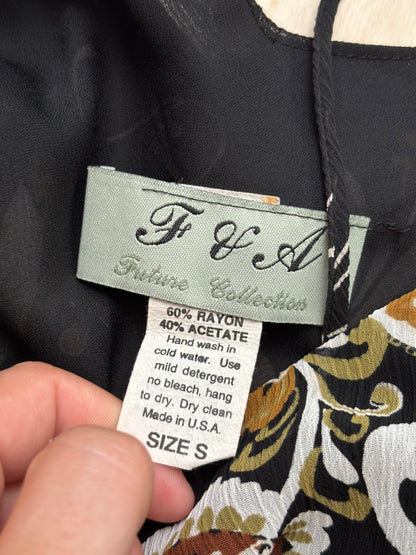 F & A
Future Collection
60% RAYON
40% ACETATE
Hand wash in
cold water. Use
mild detergent
no bleach, hang
to dry. Dry clean
Made in U.S.A.
SIZE S